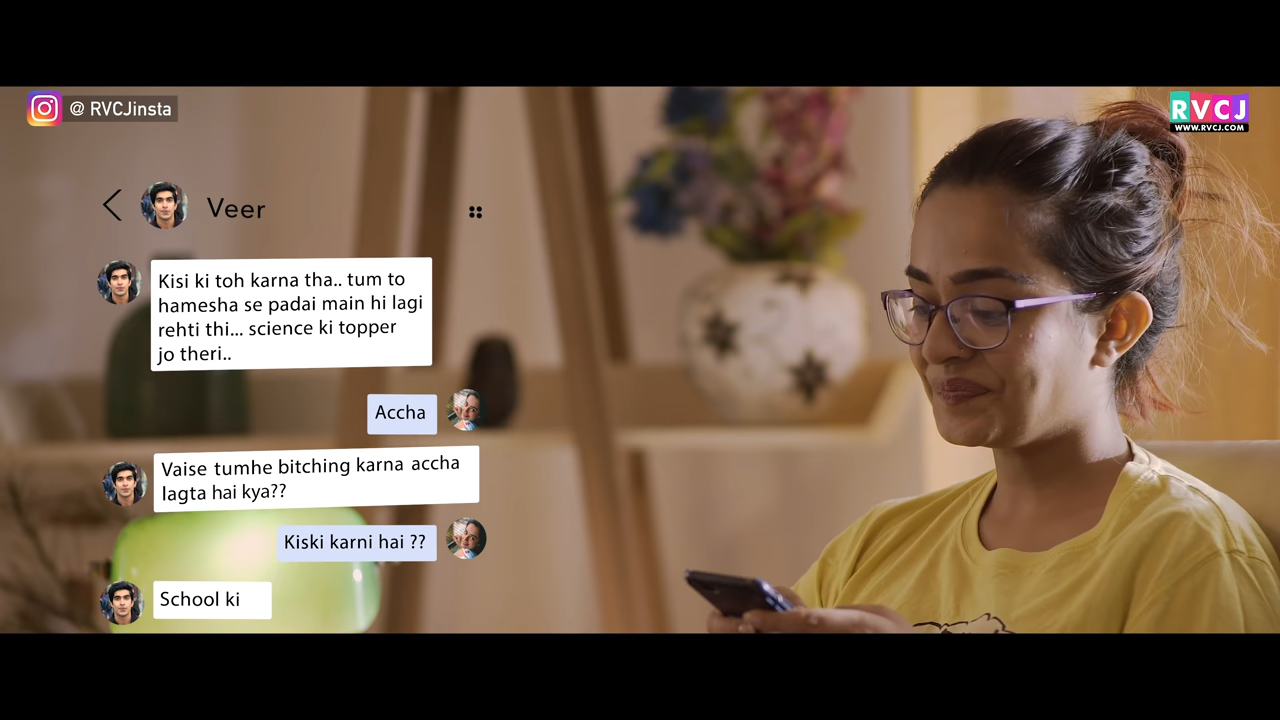 @ RVCJinsta
RVCJ
WWW.RVCJ.COM
Veer
Kisi ki toh karna tha.. tum to
hamesha se padai main hi lagi
rehti thi... science ki topper
jo theri..
Accha
Vaise tumhe bitching karna accha
lagta hai kya??
Kiski karni hai ??
School ki